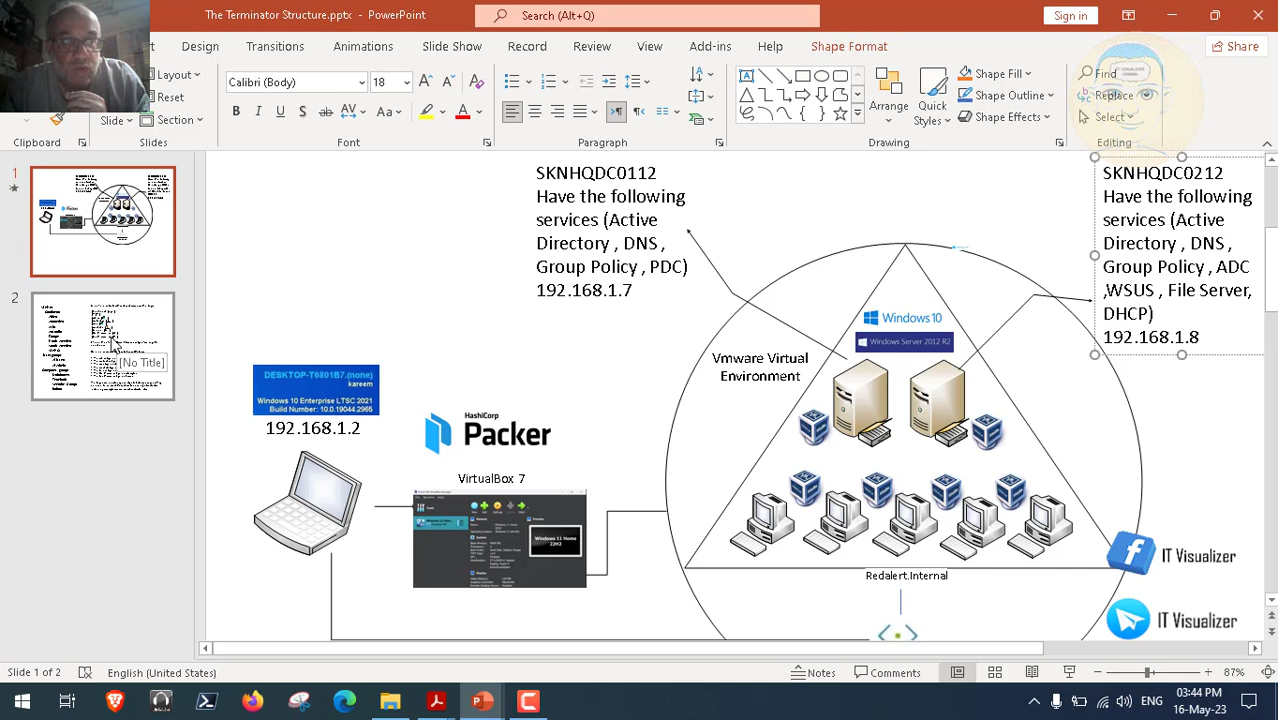 The Terminator Structure.pptx - PowerPoint
Search (Alt+Q)
Sign in
Design Transitions Animations Slide Show Record Review View Add-ins Help Shape Format
Share
Layout
Reset
Slide
Section
Calibri (Body) 18
Shape Fill
Shape Outline
Shape Effects
Arrange
Quick
Styles
Find
Replace
Select
Clipboard Slides Font Paragraph Drawing Editing
1
2
[No Title]
SKNHQDC0112
Have the following
services (Active
Directory , DNS ,
Group Policy , PDC)
192.168.1.7
SKNHQDC0212
Have the following
services (Active
Directory , DNS ,
Group Policy , ADC
,WSUS , File Server,
DHCP)
192.168.1.8
Windows 10
Windows Server 2012 R2
Vmware Virtual
Environment
DESKTOP-T6801B7.(none)
kareem
Windows 10 Enterprise LTSC 2021
Build Number: 10.0.19044.2965
192.168.1.2
HashiCorp
Packer
VirtualBox 7
Windows 11 Home
22H2
Redalert.Internal
IT Visualizer
IT Visualizer
Slide 1 of 2
English (United States)
Notes
Comments
87%
ENG
03:44 PM
16-May-23